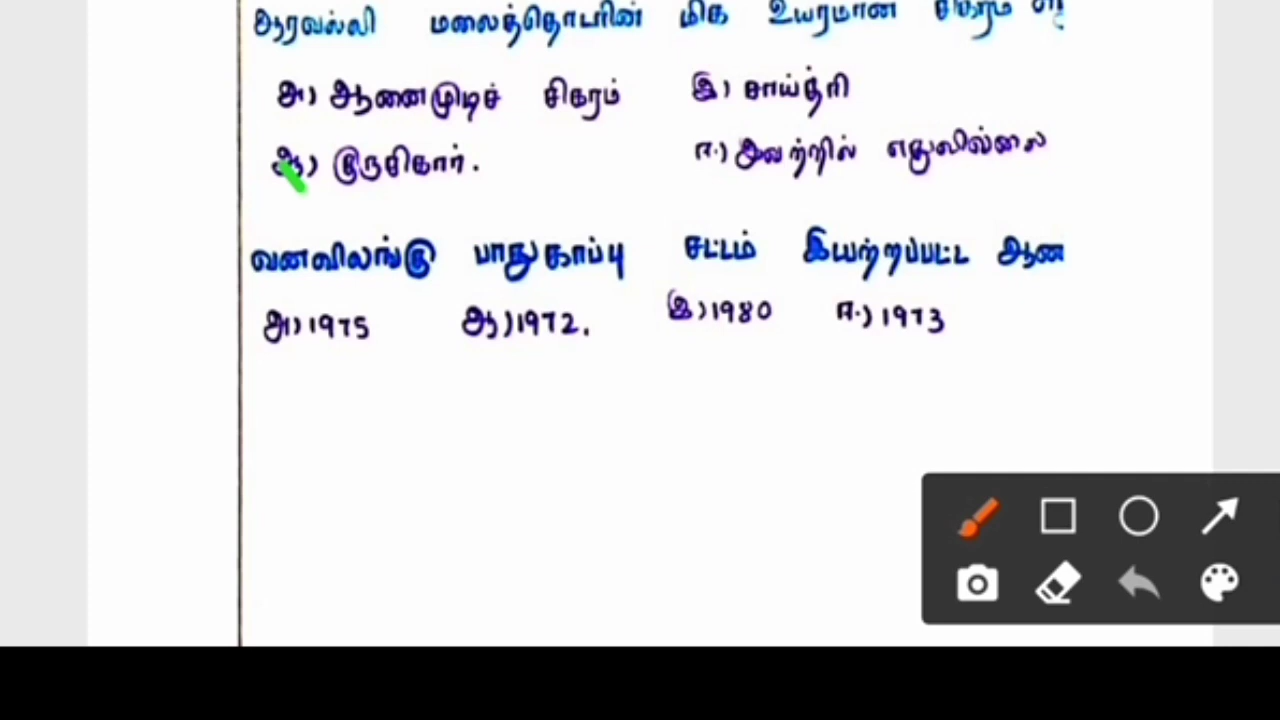 ஆரவல்லி மலைத்தொடரின் மிக உயரமான சிகரம்
அ) ஆனைமுடிச் சிகரம் இ) சாய்த்ரி
ஆ) குருசிகார். ஈ) அவற்றில் எதுவில்லை
வனவிலங்கு பாதுகாப்பு சட்டம் இயற்றப்பட்ட ஆண
அ) 1975 ஆ) 1972. இ) 1980 ஈ) 1973